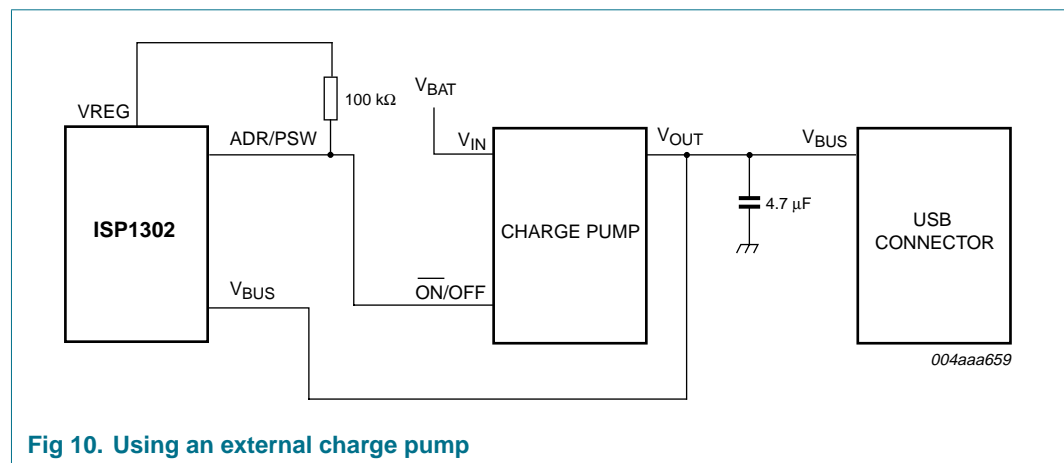 VREG
100 kΩ
ADR/PSW
ISP1302
VBUS
VBAT
VIN
ON/OFF
CHARGE PUMP
VOUT
4.7 μF
VBUS
USB
CONNECTOR
004aaa659
Fig 10. Using an external charge pump